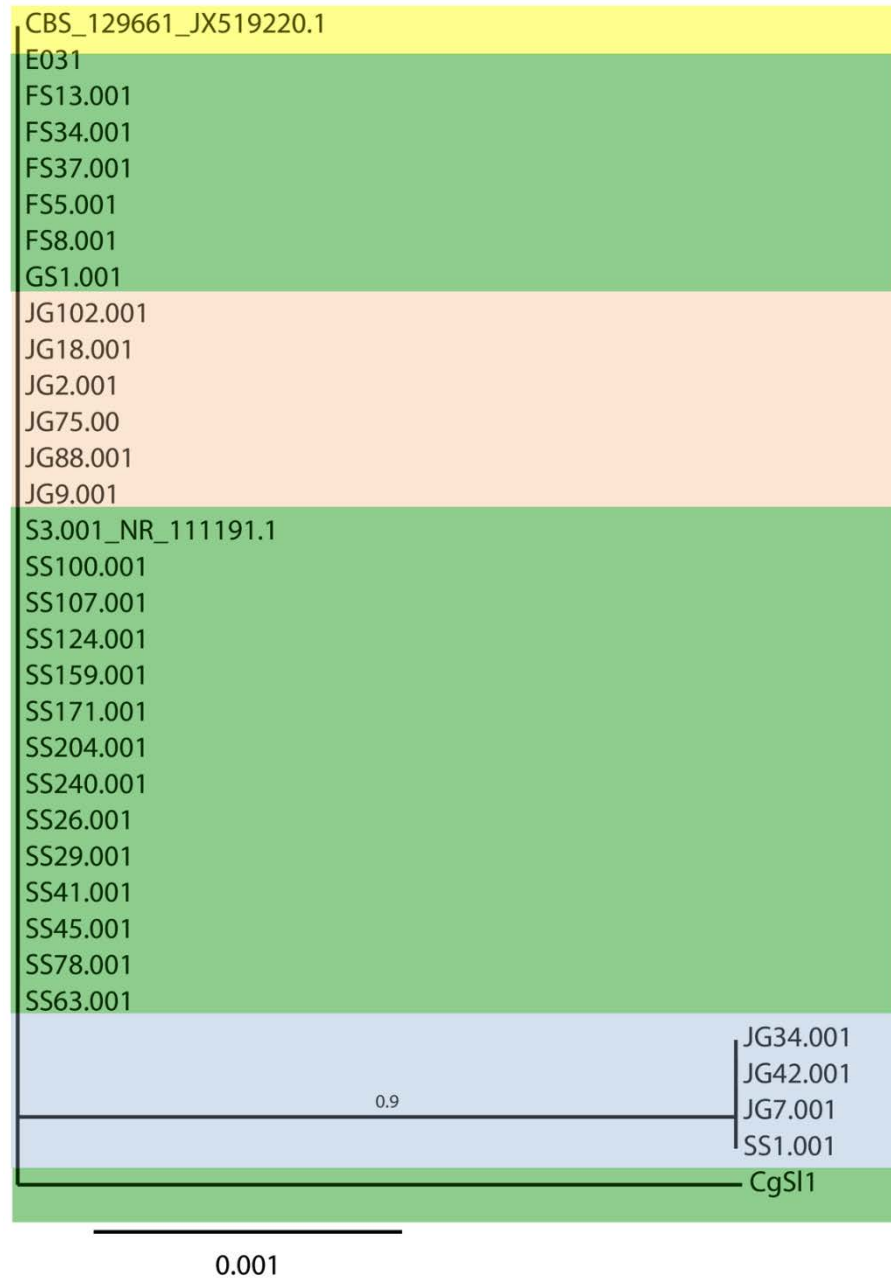 CBS_129661_JX519220.1
E031
FS13.001
FS34.001
FS37.001
FS5.001
FS8.001
GS1.001
JG102.001
JG18.001
JG2.001
JG75.00
JG88.001
JG9.001
S3.001_NR_111191.1
SS100.001
SS107.001
SS124.001
SS159.001
SS171.001
SS204.001
SS240.001
SS26.001
SS29.001
SS41.001
SS45.001
SS78.001
SS63.001
JG34.001
JG42.001
0.9
JG7.001
SS1.001
CgSl1
0.001